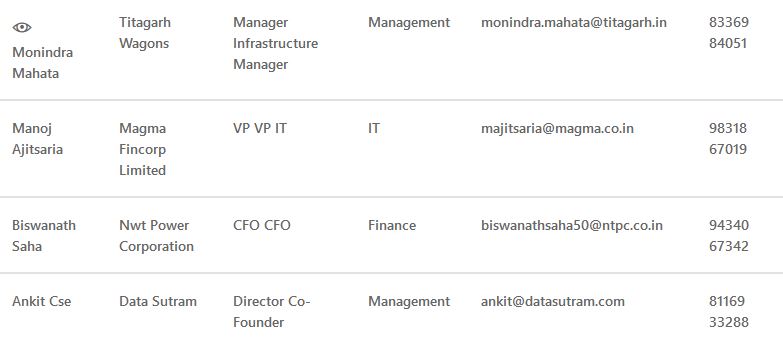 Monindra
Mahata
Titagarh
Wagons
Manager
Infrastructure
Manager
Management
monindra.mahata@titagarh.in
83369
84051
Manoj
Ajitsaria
Magma
Fincorp
Limited
VP VP IT
IT
majitsaria@magma.co.in
98318
67019
Biswanath
Saha
Nwt Power
Corporation
CFO CFO
Finance
biswanathsaha50@ntpc.co.in
94340
67342
Ankit Cse
Data Sutram
Director Co-
Founder
Management
ankit@datasutram.com
81169
33288